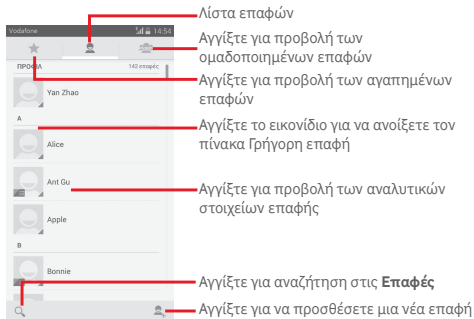 Vodafone 14:54
ΠΡΟΦΙΛ 142 επαφές
Yan Zhao
A
Alice
Ant Gu
Apple
B
Bonnie
Λίστα επαφών
Αγγίξτε για προβολή των
ομαδοποιημένων επαφών
Αγγίξτε για προβολή των αγαπημένων
επαφών
Αγγίξτε το εικονίδιο για να ανοίξετε τον
πίνακα Γρήγορη επαφή
Αγγίξτε για προβολή των αναλυτικών
στοιχείων επαφής
Αγγίξτε για αναζήτηση στις Επαφές
Αγγίξτε για να προσθέσετε μια νέα επαφή